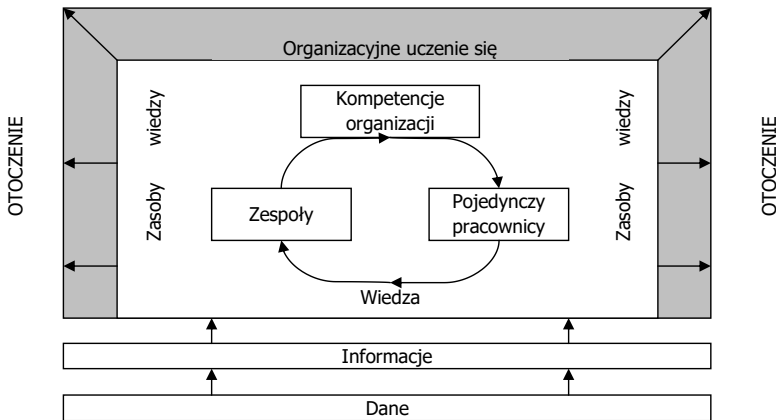 Organizacyjne uczenie się
OTOCZENIE
Zasoby wiedzy
Kompetencje
organizacji
Zespoły
Pojedynczy
pracownicy
Wiedza
Zasoby wiedzy
OTOCZENIE
Informacje
Dane